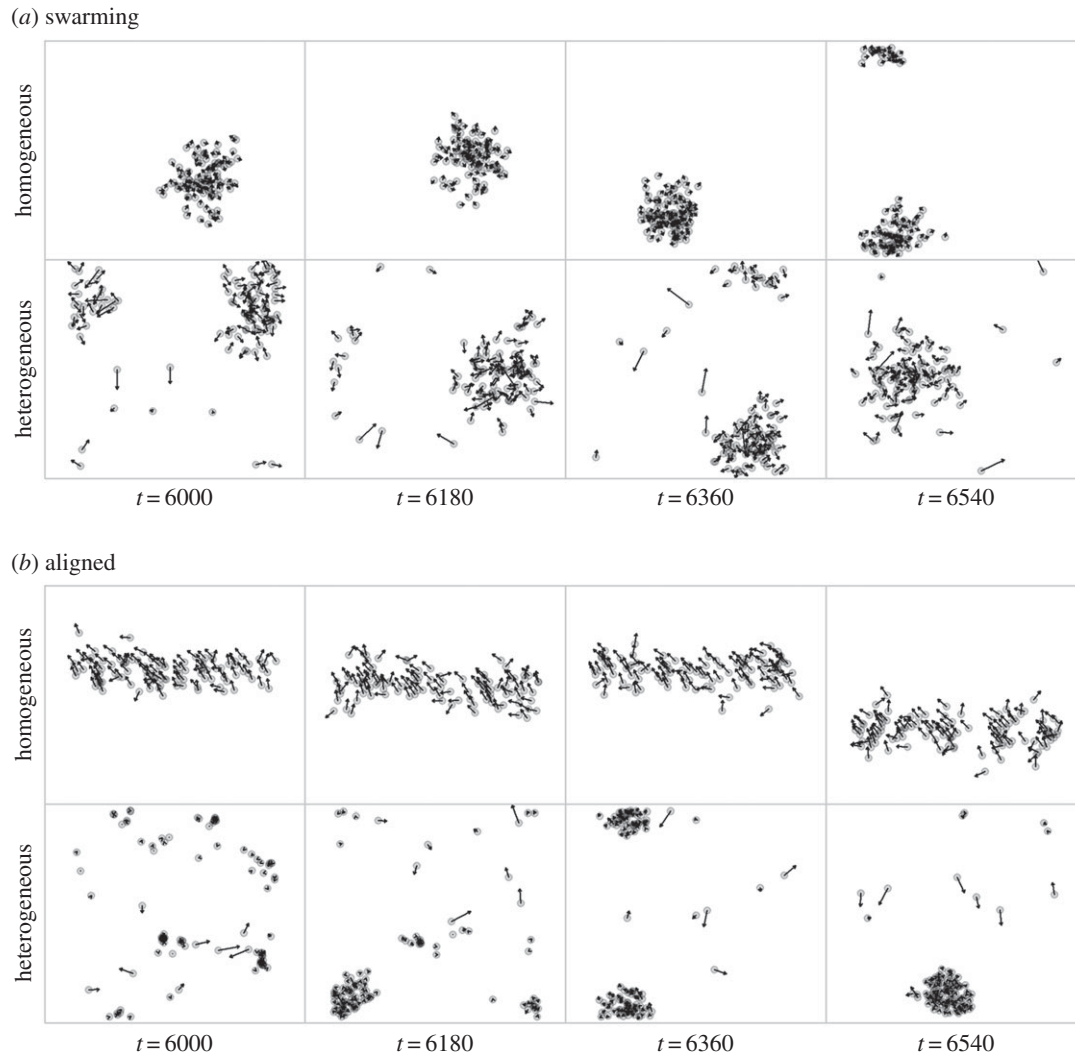 (a) swarming
homogeneous
heterogeneous
t = 6000 t = 6180 t = 6360 t = 6540
(b) aligned
homogeneous
heterogeneous
t = 6000 t = 6180 t = 6360 t = 6540